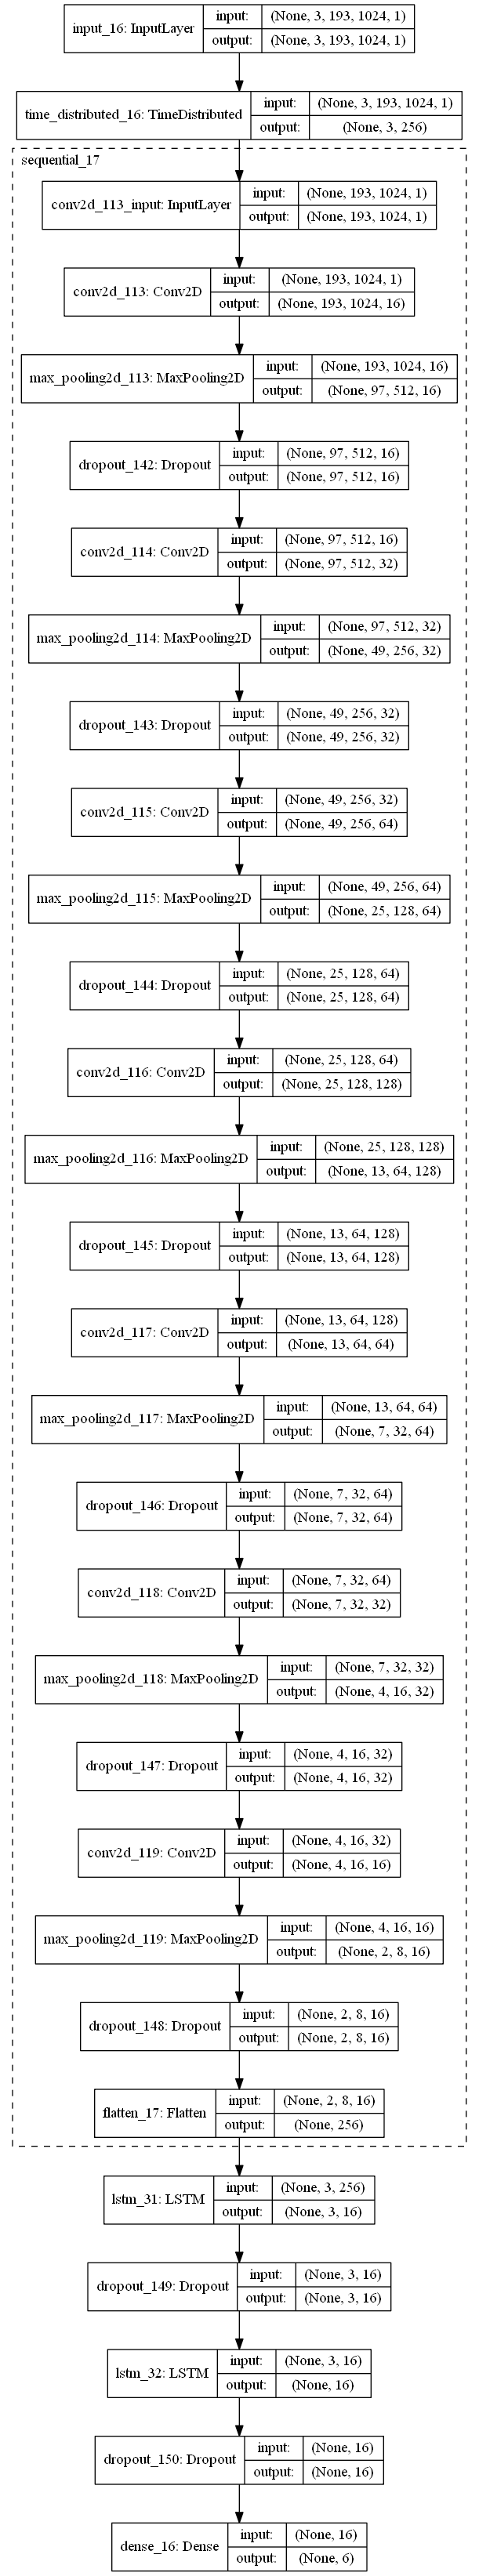 input_16: InputLayer
input: (None, 3, 193, 1024, 1)
output: (None, 3, 193, 1024, 1)
time_distributed_16: TimeDistributed
input: (None, 3, 193, 1024, 1)
output: (None, 3, 256)
sequential_17
conv2d_113_input: InputLayer
input: (None, 193, 1024, 1)
output: (None, 193, 1024, 1)
conv2d_113: Conv2D
input: (None, 193, 1024, 1)
output: (None, 193, 1024, 16)
max_pooling2d_113: MaxPooling2D
input: (None, 193, 1024, 16)
output: (None, 97, 512, 16)
dropout_142: Dropout
input: (None, 97, 512, 16)
output: (None, 97, 512, 16)
conv2d_114: Conv2D
input: (None, 97, 512, 16)
output: (None, 97, 512, 32)
max_pooling2d_114: MaxPooling2D
input: (None, 97, 512, 32)
output: (None, 49, 256, 32)
dropout_143: Dropout
input: (None, 49, 256, 32)
output: (None, 49, 256, 32)
conv2d_115: Conv2D
input: (None, 49, 256, 32)
output: (None, 49, 256, 64)
max_pooling2d_115: MaxPooling2D
input: (None, 49, 256, 64)
output: (None, 25, 128, 64)
dropout_144: Dropout
input: (None, 25, 128, 64)
output: (None, 25, 128, 64)
conv2d_116: Conv2D
input: (None, 25, 128, 64)
output: (None, 25, 128, 128)
max_pooling2d_116: MaxPooling2D
input: (None, 25, 128, 128)
output: (None, 13, 64, 128)
dropout_145: Dropout
input: (None, 13, 64, 128)
output: (None, 13, 64, 128)
conv2d_117: Conv2D
input: (None, 13, 64, 128)
output: (None, 13, 64, 64)
max_pooling2d_117: MaxPooling2D
input: (None, 13, 64, 64)
output: (None, 7, 32, 64)
dropout_146: Dropout
input: (None, 7, 32, 64)
output: (None, 7, 32, 64)
conv2d_118: Conv2D
input: (None, 7, 32, 64)
output: (None, 7, 32, 32)
max_pooling2d_118: MaxPooling2D
input: (None, 7, 32, 32)
output: (None, 4, 16, 32)
dropout_147: Dropout
input: (None, 4, 16, 32)
output: (None, 4, 16, 32)
conv2d_119: Conv2D
input: (None, 4, 16, 32)
output: (None, 4, 16, 16)
max_pooling2d_119: MaxPooling2D
input: (None, 4, 16, 16)
output: (None, 2, 8, 16)
dropout_148: Dropout
input: (None, 2, 8, 16)
output: (None, 2, 8, 16)
flatten_17: Flatten
input: (None, 2, 8, 16)
output: (None, 256)
lstm_31: LSTM
input: (None, 3, 256)
output: (None, 3, 16)
dropout_149: Dropout
input: (None, 3, 16)
output: (None, 3, 16)
lstm_32: LSTM
input: (None, 3, 16)
output: (None, 16)
dropout_150: Dropout
input: (None, 16)
output: (None, 16)
dense_16: Dense
input: (None, 16)
output: (None, 6)